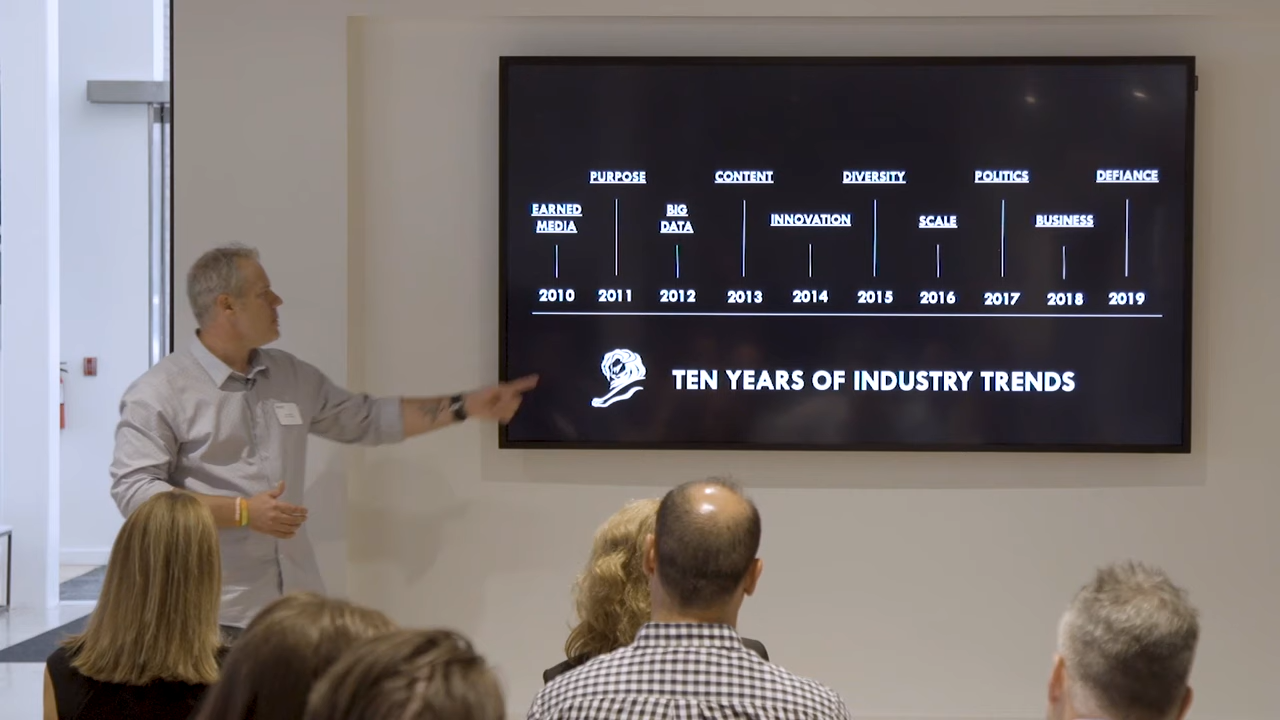 PURPOSE
CONTENT
DIVERSITY
POLITICS
DEFIANCE
EARNED
MEDIA
BIG
DATA
INNOVATION
SCALE
BUSINESS
2010 2011 2012 2013 2014 2015 2016 2017 2018 2019
TEN YEARS OF INDUSTRY TRENDS